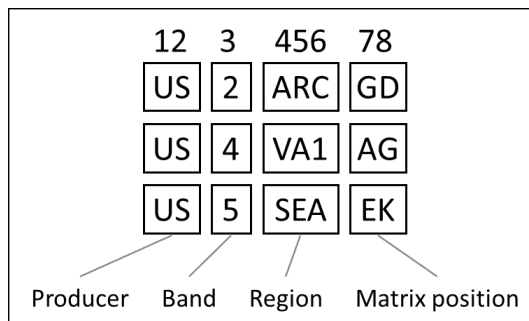 12 3 456 78
US 2 ARC GD
US 4 VA1 AG
US 5 SEA EK
Producer Band Region Matrix position